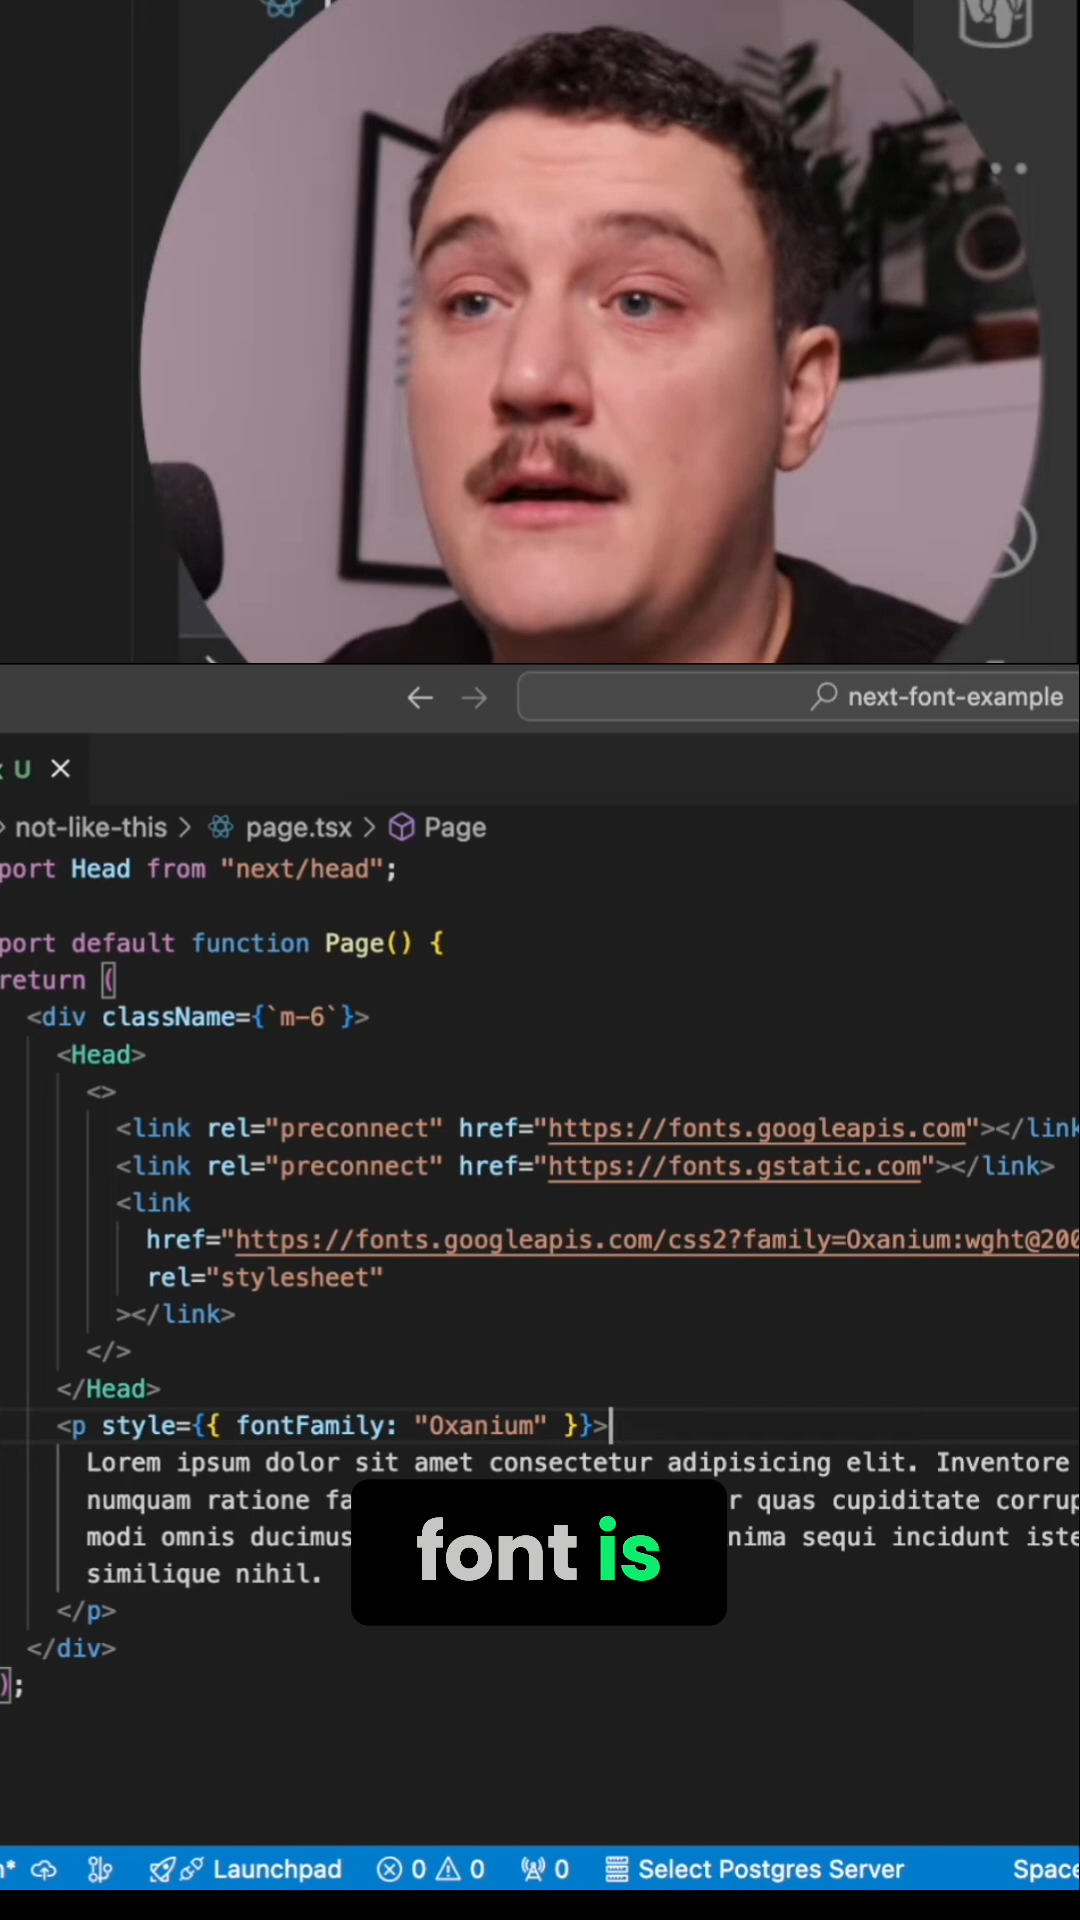 next-font-example
U
not-like-this > page.tsx > Page
port Head from "next/head";
port default function Page() {
return (
<div className={`m-6`}>
<Head>
<>
<link rel="preconnect" href="https://fonts.googleapis.com"></link
<link rel="preconnect" href="https://fonts.gstatic.com"></link>
<link
href="https://fonts.googleapis.com/css2?family=Oxanium:wght@200
rel="stylesheet"
></link>
</>
</Head>
<p style={{ fontFamily: "Oxanium" }}>
Lorem ipsum dolor sit amet consectetur adipisicing elit. Inventore
numquam ratione fa r quas cupiditate corrup
modi omnis ducimus nima sequi incidunt iste
similique nihil.
font is
</p>
</div>
);
Launchpad 0 0 0 Select Postgres Server Space